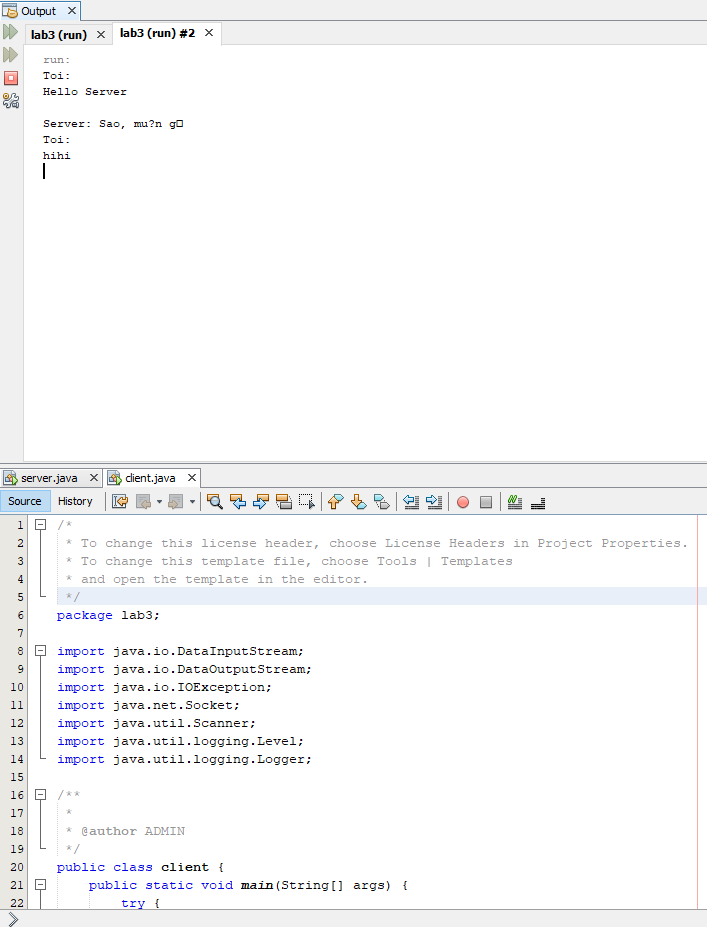 Output
lab3 (run)
lab3 (run) #2
run:
Toi:
Hello Server
Server: Sao, mu?n g□
Toi:
hihi
server.java
client.java
Source
History
1 /*
2 * To change this license header, choose License Headers in Project Properties.
3 * To change this template file, choose Tools | Templates
4 * and open the template in the editor.
5 */
6 package lab3;
7
8 import java.io.DataInputStream;
9 import java.io.DataOutputStream;
10 import java.io.IOException;
11 import java.net.Socket;
12 import java.util.Scanner;
13 import java.util.logging.Level;
14 import java.util.logging.Logger;
15
16 /**
17 *
18 * @author ADMIN
19 */
20 public class client {
21 public static void main(String[] args) {
22 try {